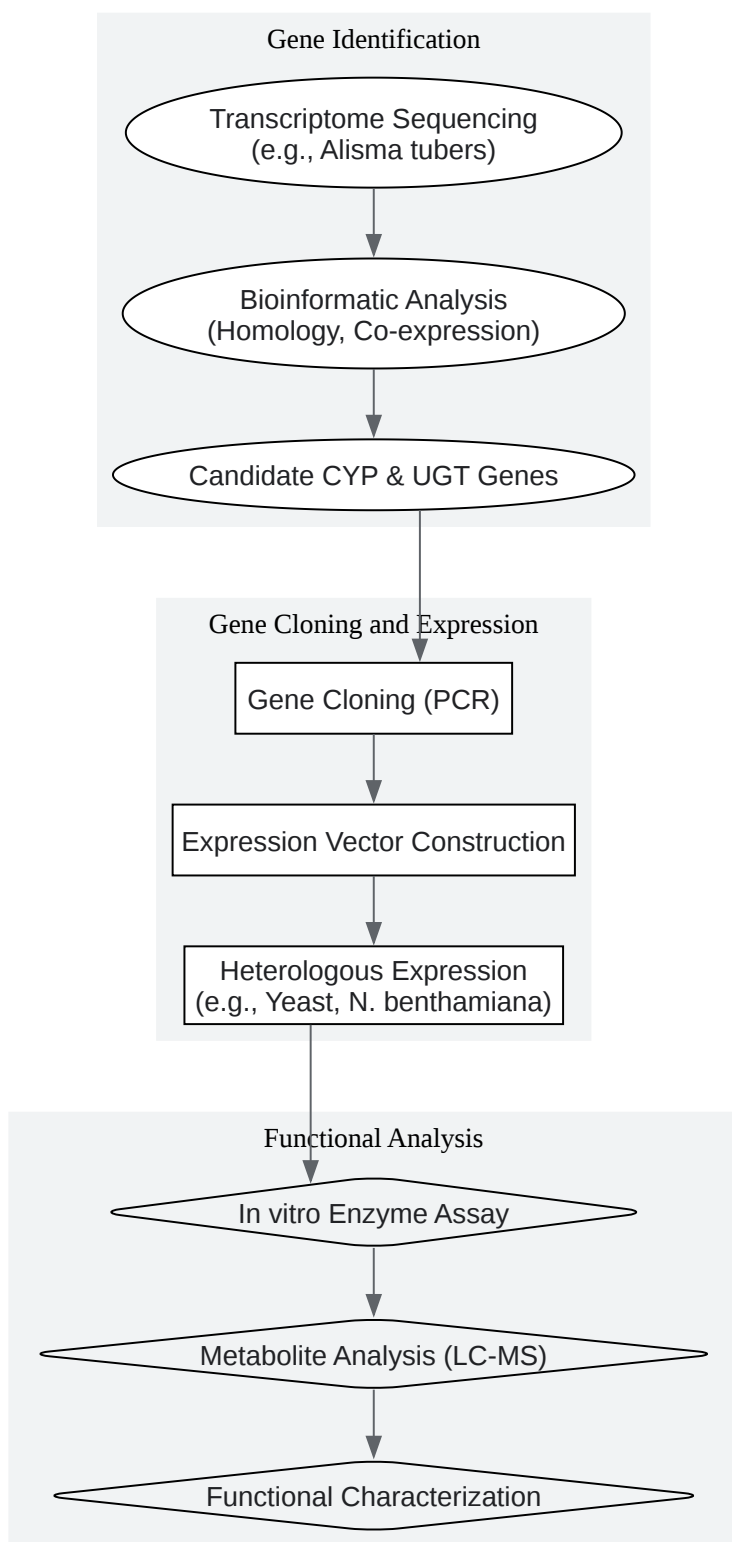 Gene Identification
Transcriptome Sequencing
(e.g., Alisma tubers)
Bioinformatic Analysis
(Homology, Co-expression)
Candidate CYP & UGT Genes
Gene Cloning and Expression
Gene Cloning (PCR)
Expression Vector Construction
Heterologous Expression
(e.g., Yeast, N. benthamiana)
Functional Analysis
In vitro Enzyme Assay
Metabolite Analysis (LC-MS)
Functional Characterization